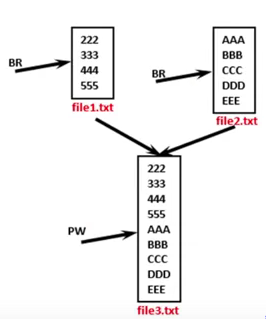 BR
222
333
444
555
file1.txt
BR
AAA
BBB
CCC
DDD
EEE
file2.txt
PW
222
333
444
555
AAA
BBB
CCC
DDD
EEE
file3.txt